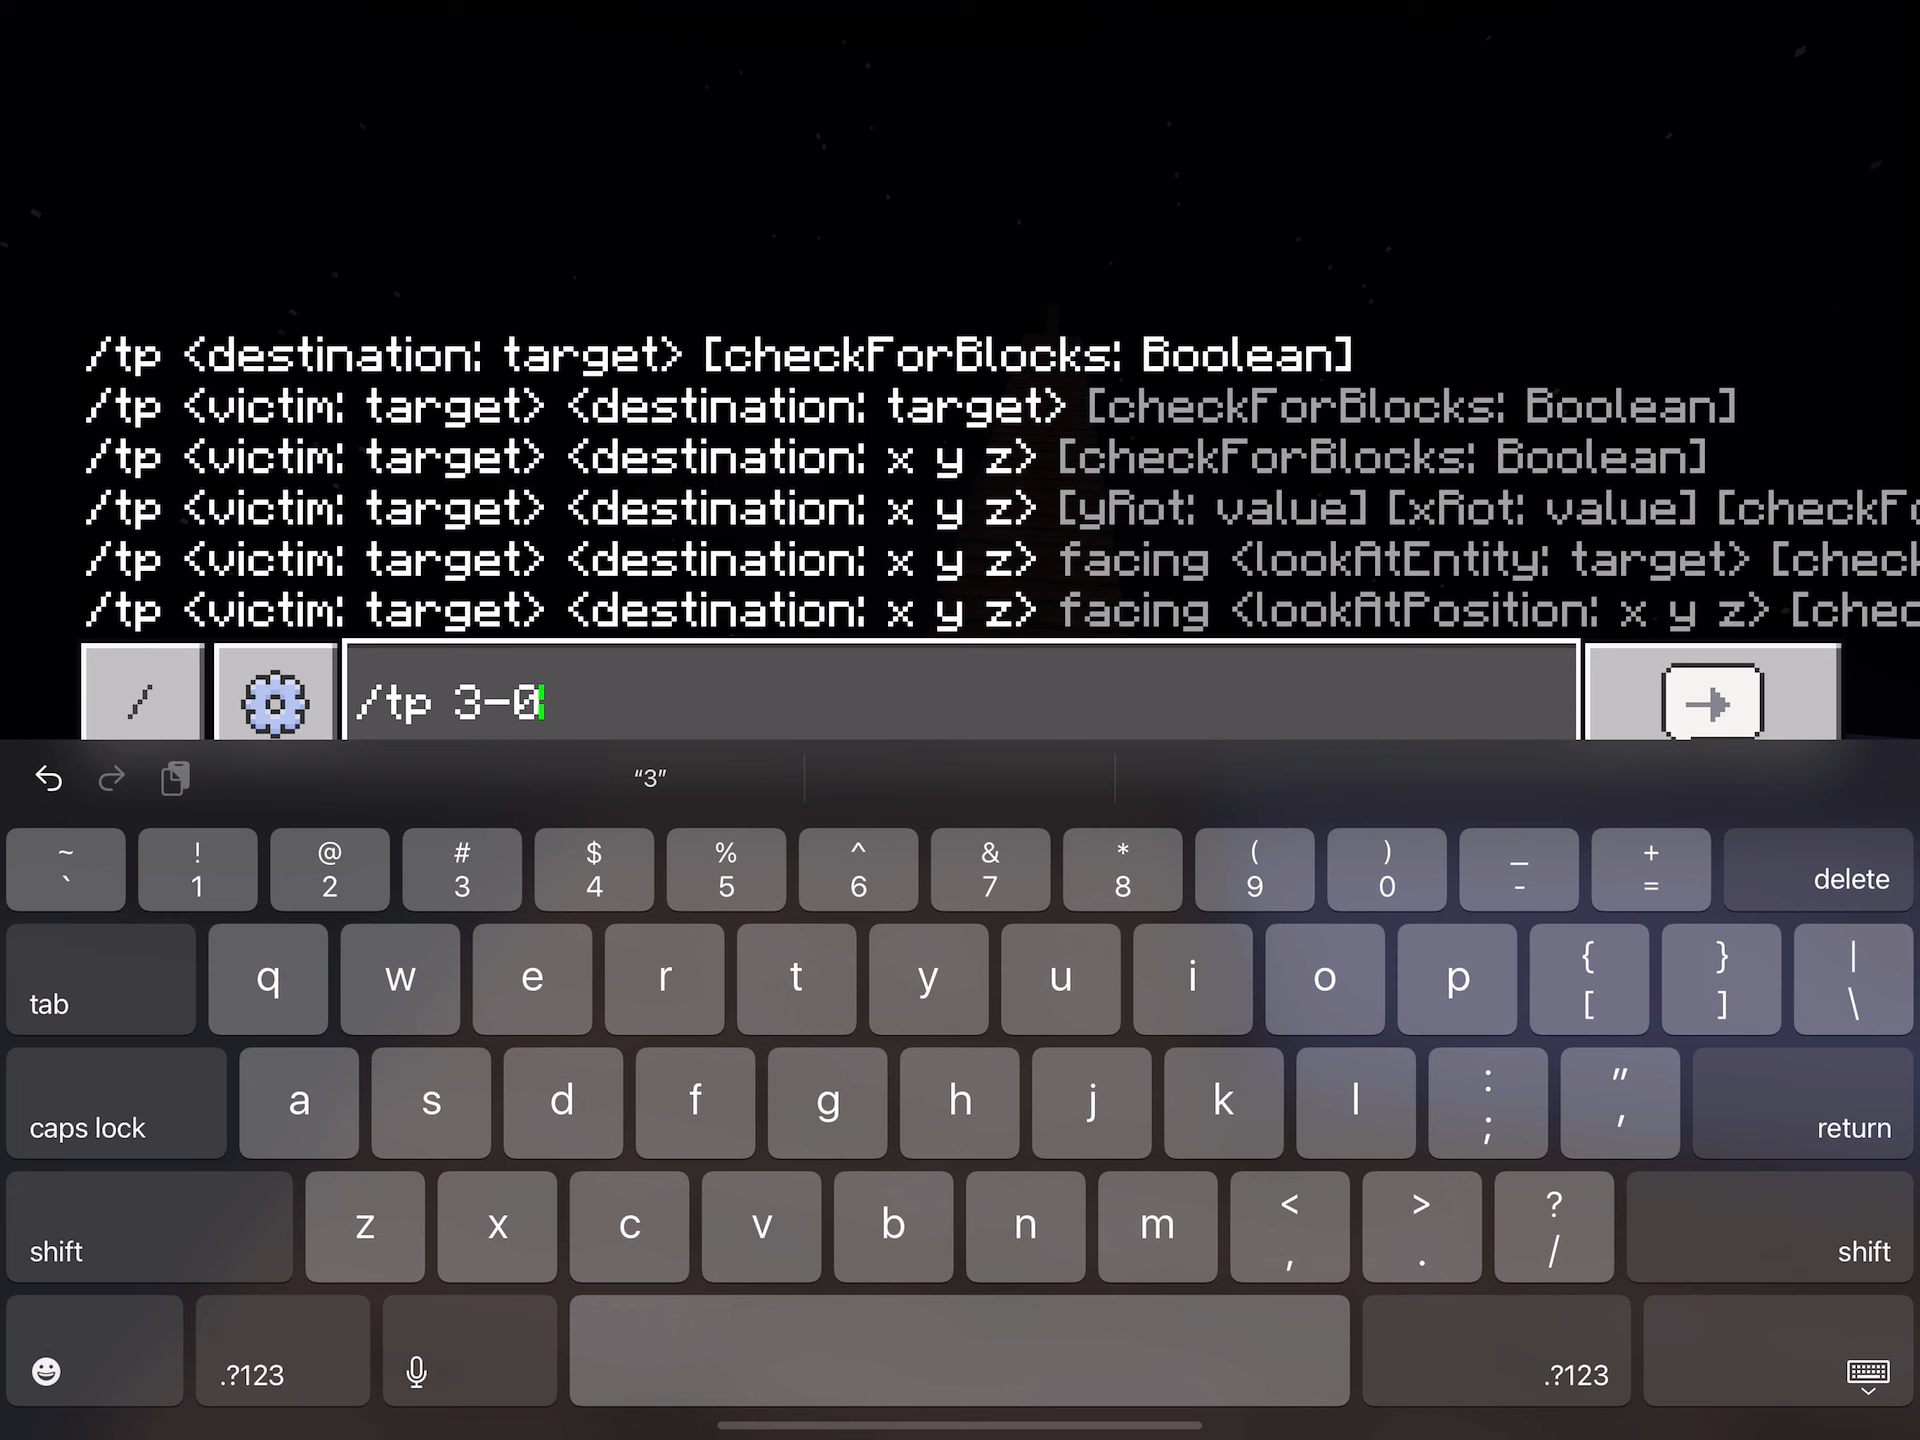 /tp <destination: target> [checkForBlocks: Boolean]
/tp <victim: target> <destination: target> [checkForBlocks: Boolean]
/tp <victim: target> <destination: x y z> [checkForBlocks: Boolean]
/tp <victim: target> <destination: x y z> [yRot: value] [xRot: value] [checkFo
/tp <victim: target> <destination: x y z> facing <lookAtEntity: target> [check
/tp <victim: target> <destination: x y z> facing <lookAtPosition: x y z> [chec
/ /tp 3-0
“3”
~ ! @ # $ % ^ & * ( ) _ +
` 1 2 3 4 5 6 7 8 9 0 - = delete
tab q w e r t y u i o p { [ } ] | \
caps lock a s d f g h j k l : ; " ' return
shift z x c v b n m < , > . ? / shift
.?123 .?123